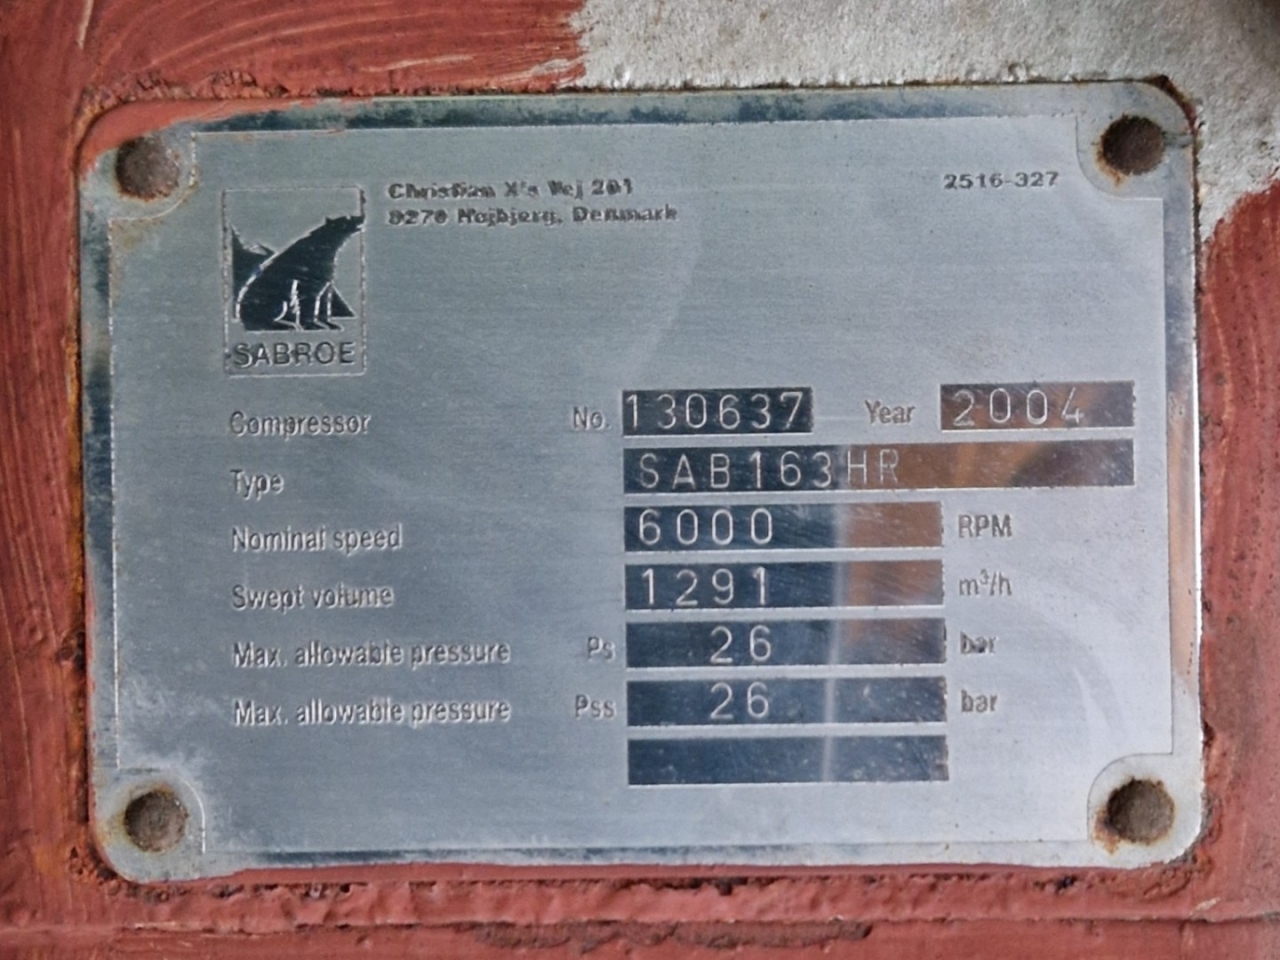 Christian X's Vej 201
8270 Højbjerg, Denmark
2516-327
SABROE
Compressor No. 130637 Year 2004
Type SAB163HR
Nominal speed 6000 RPM
Swept volume 1291 m³/h
Max. allowable pressure Ps 26 bar
Max. allowable pressure Pss 26 bar